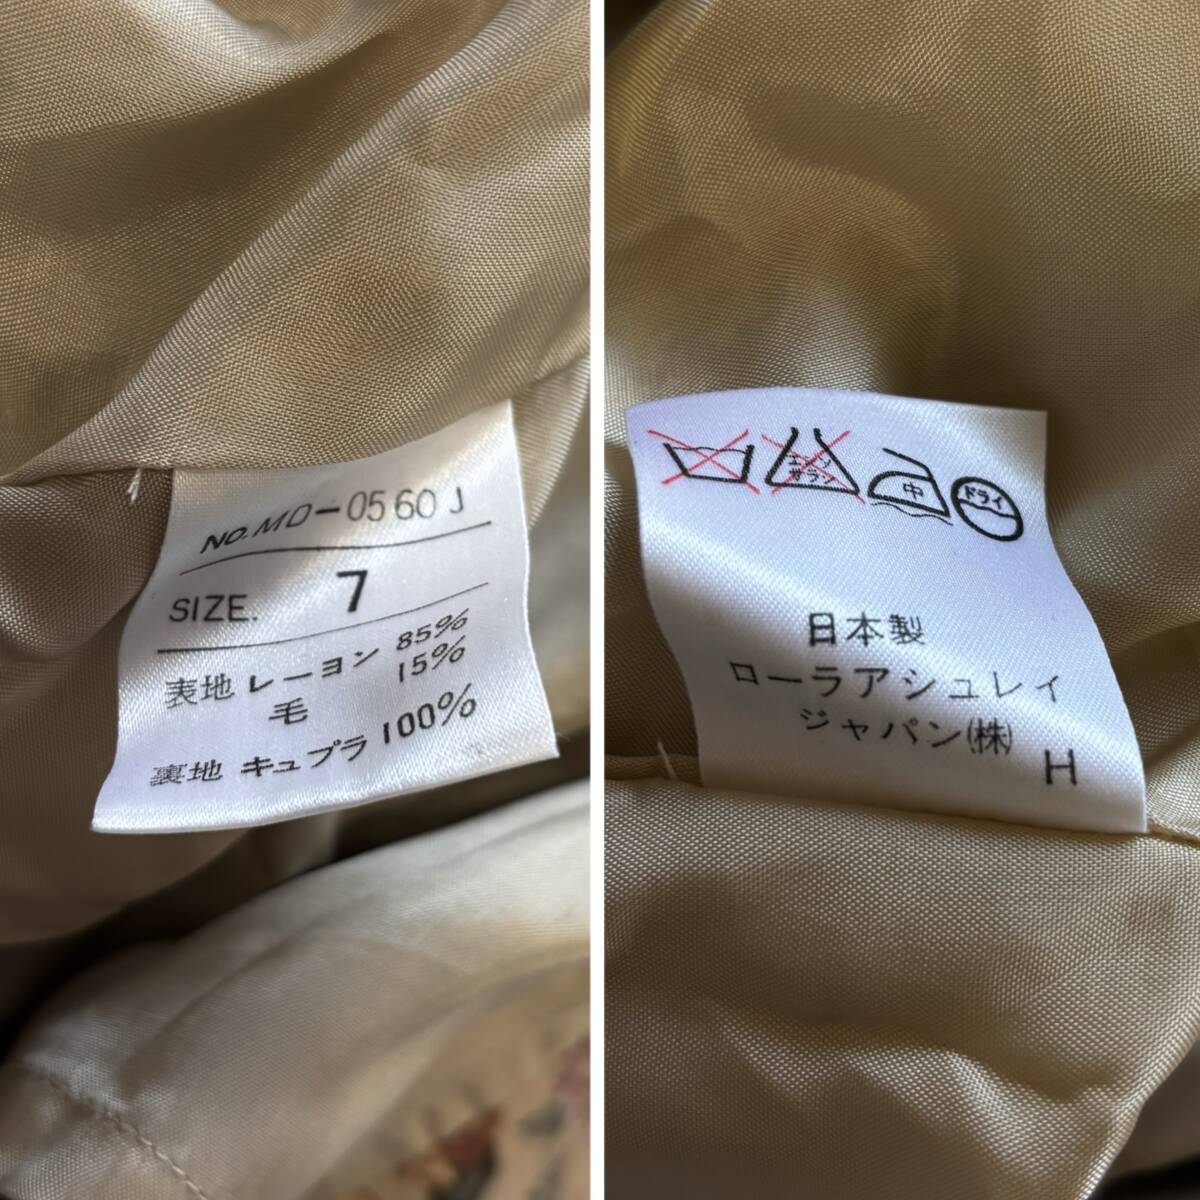 NO.MD-0560J
SIZE. 7
表地 レーヨン 85%
毛 15%
裏地 キュプラ 100%
エンソ
サラシ
中
ドライ
日本製
ローラアシュレイ
ジャパン(株)
H